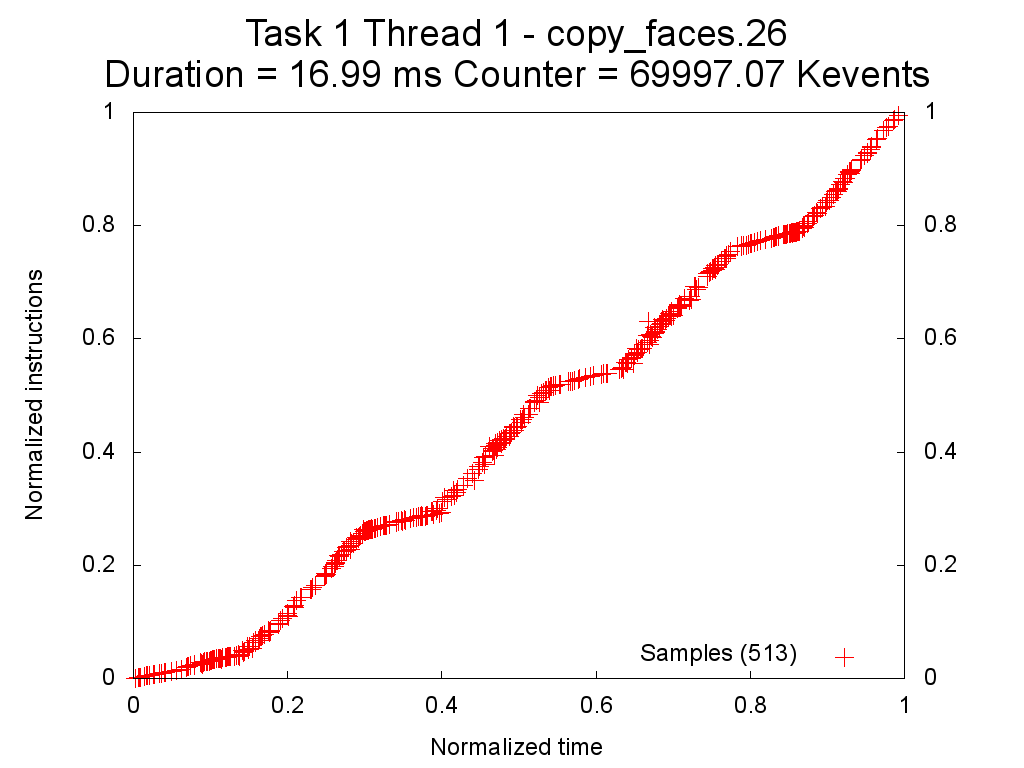 Task 1 Thread 1 - copy_faces.26
Duration = 16.99 ms Counter = 69997.07 Kevents
1 1
0.8 0.8
0.6 0.6
0.4 0.4
0.2 0.2
Normalized instructions
Samples (513)
0 0
0 0.2 0.4 0.6 0.8 1
Normalized time